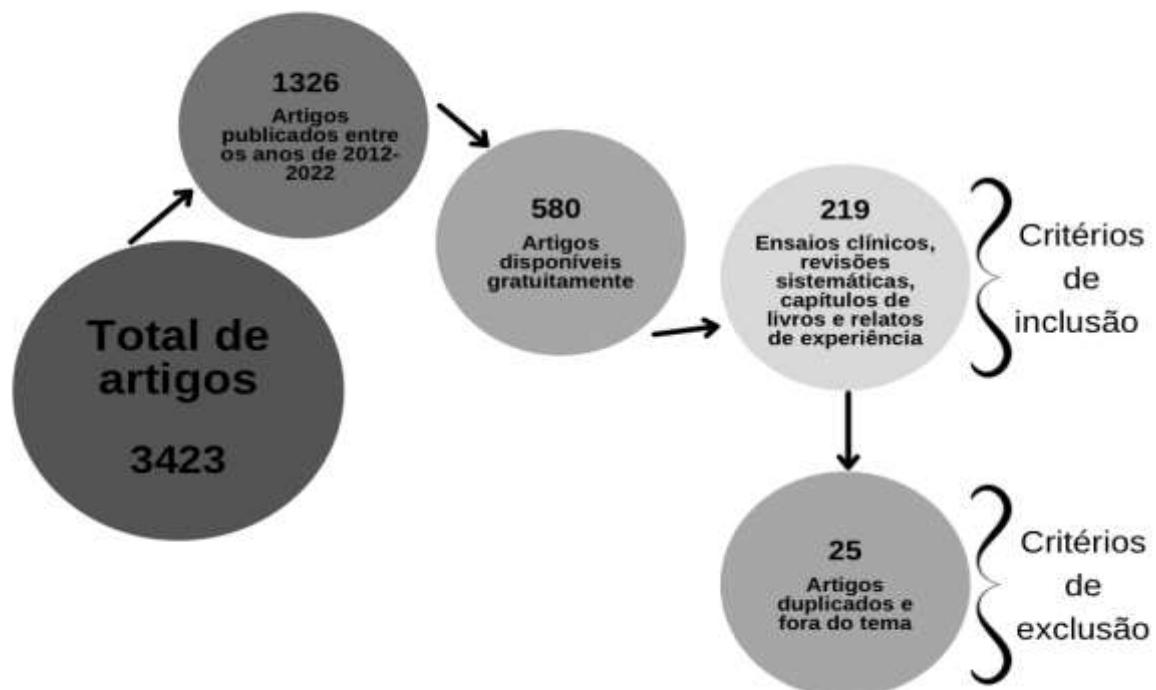 1326
Artigos
publicados entre
os anos de 2012-
2022
580
Artigos
disponíveis
gratuitamente
219
Ensaios clínicos,
revisões
sistemáticas,
capítulos de
livros e relatos
de experiência
Critérios
de
inclusão
Total de
artigos
3423
25
Artigos
duplicados e
fora do tema
Critérios
de
exclusão